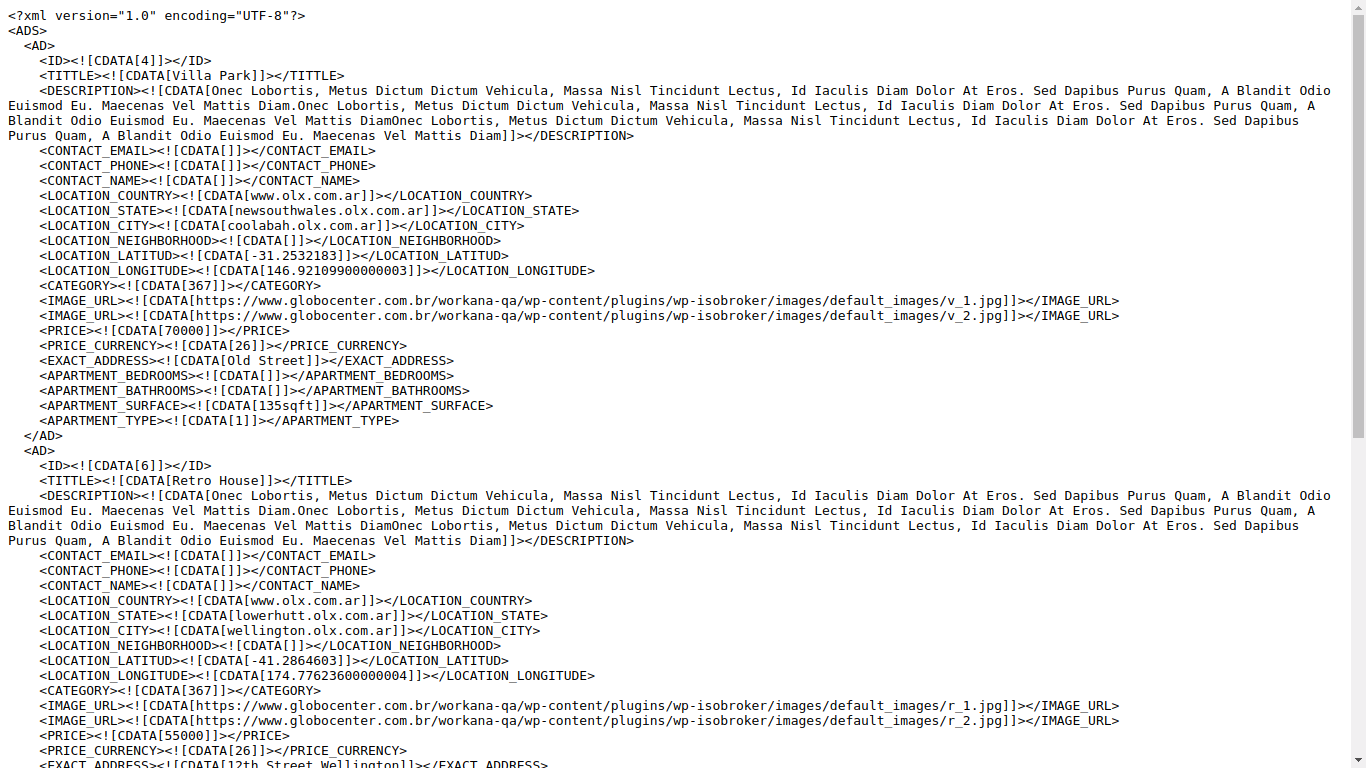 <?xml version="1.0" encoding="UTF-8"?>
<ADS>
<AD>
<ID><![CDATA[4]]></ID>
<TITTLE><![CDATA[Villa Park]]></TITTLE>
<DESCRIPTION><![CDATA[Onec Lobortis, Metus Dictum Dictum Vehicula, Massa Nisl Tincidunt Lectus, Id Iaculis Diam Dolor At Eros. Sed Dapibus Purus Quam, A Blandit Odio
Euismod Eu. Maecenas Vel Mattis Diam.Onec Lobortis, Metus Dictum Dictum Vehicula, Massa Nisl Tincidunt Lectus, Id Iaculis Diam Dolor At Eros. Sed Dapibus Purus Quam, A
Blandit Odio Euismod Eu. Maecenas Vel Mattis DiamOnec Lobortis, Metus Dictum Dictum Vehicula, Massa Nisl Tincidunt Lectus, Id Iaculis Diam Dolor At Eros. Sed Dapibus
Purus Quam, A Blandit Odio Euismod Eu. Maecenas Vel Mattis Diam]]></DESCRIPTION>
<CONTACT_EMAIL><![CDATA[]]></CONTACT_EMAIL>
<CONTACT_PHONE><![CDATA[]]></CONTACT_PHONE>
<CONTACT_NAME><![CDATA[]]></CONTACT_NAME>
<LOCATION_COUNTRY><![CDATA[www.olx.com.ar]]></LOCATION_COUNTRY>
<LOCATION_STATE><![CDATA[newsouthwales.olx.com.ar]]></LOCATION_STATE>
<LOCATION_CITY><![CDATA[coolabah.olx.com.ar]]></LOCATION_CITY>
<LOCATION_NEIGHBORHOOD><![CDATA[]]></LOCATION_NEIGHBORHOOD>
<LOCATION_LATITUD><![CDATA[-31.2532183]]></LOCATION_LATITUD>
<LOCATION_LONGITUDE><![CDATA[146.92109900000003]]></LOCATION_LONGITUDE>
<CATEGORY><![CDATA[367]]></CATEGORY>
<IMAGE_URL><![CDATA[https://www.globocenter.com.br/workana-qa/wp-content/plugins/wp-isobroker/images/default_images/v_1.jpg]]></IMAGE_URL>
<IMAGE_URL><![CDATA[https://www.globocenter.com.br/workana-qa/wp-content/plugins/wp-isobroker/images/default_images/v_2.jpg]]></IMAGE_URL>
<PRICE><![CDATA[70000]]></PRICE>
<PRICE_CURRENCY><![CDATA[26]]></PRICE_CURRENCY>
<EXACT_ADDRESS><![CDATA[Old Street]]></EXACT_ADDRESS>
<APARTMENT_BEDROOMS><![CDATA[]]></APARTMENT_BEDROOMS>
<APARTMENT_BATHROOMS><![CDATA[]]></APARTMENT_BATHROOMS>
<APARTMENT_SURFACE><![CDATA[135sqft]]></APARTMENT_SURFACE>
<APARTMENT_TYPE><![CDATA[1]]></APARTMENT_TYPE>
</AD>
<AD>
<ID><![CDATA[6]]></ID>
<TITTLE><![CDATA[Retro House]]></TITTLE>
<DESCRIPTION><![CDATA[Onec Lobortis, Metus Dictum Dictum Vehicula, Massa Nisl Tincidunt Lectus, Id Iaculis Diam Dolor At Eros. Sed Dapibus Purus Quam, A Blandit Odio
Euismod Eu. Maecenas Vel Mattis Diam.Onec Lobortis, Metus Dictum Dictum Vehicula, Massa Nisl Tincidunt Lectus, Id Iaculis Diam Dolor At Eros. Sed Dapibus Purus Quam, A
Blandit Odio Euismod Eu. Maecenas Vel Mattis DiamOnec Lobortis, Metus Dictum Dictum Vehicula, Massa Nisl Tincidunt Lectus, Id Iaculis Diam Dolor At Eros. Sed Dapibus
Purus Quam, A Blandit Odio Euismod Eu. Maecenas Vel Mattis Diam]]></DESCRIPTION>
<CONTACT_EMAIL><![CDATA[]]></CONTACT_EMAIL>
<CONTACT_PHONE><![CDATA[]]></CONTACT_PHONE>
<CONTACT_NAME><![CDATA[]]></CONTACT_NAME>
<LOCATION_COUNTRY><![CDATA[www.olx.com.ar]]></LOCATION_COUNTRY>
<LOCATION_STATE><![CDATA[lowerhutt.olx.com.ar]]></LOCATION_STATE>
<LOCATION_CITY><![CDATA[wellington.olx.com.ar]]></LOCATION_CITY>
<LOCATION_NEIGHBORHOOD><![CDATA[]]></LOCATION_NEIGHBORHOOD>
<LOCATION_LATITUD><![CDATA[-41.2864603]]></LOCATION_LATITUD>
<LOCATION_LONGITUDE><![CDATA[174.77623600000004]]></LOCATION_LONGITUDE>
<CATEGORY><![CDATA[367]]></CATEGORY>
<IMAGE_URL><![CDATA[https://www.globocenter.com.br/workana-qa/wp-content/plugins/wp-isobroker/images/default_images/r_1.jpg]]></IMAGE_URL>
<IMAGE_URL><![CDATA[https://www.globocenter.com.br/workana-qa/wp-content/plugins/wp-isobroker/images/default_images/r_2.jpg]]></IMAGE_URL>
<PRICE><![CDATA[55000]]></PRICE>
<PRICE_CURRENCY><![CDATA[26]]></PRICE_CURRENCY>
<EXACT_ADDRESS><![CDATA[12th Street Wellington]]></EXACT_ADDRESS>